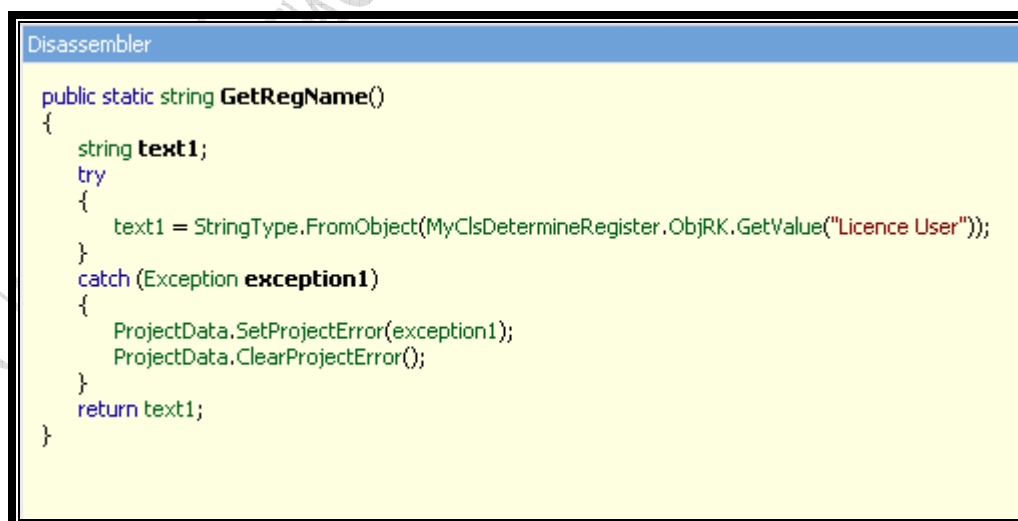 Disassembler
public static string GetRegName()
{
string text1;
try
{
text1 = StringType.FromObject(MyClsDetermineRegister.ObjRK.GetValue("Licence User"));
}
catch (Exception exception1)
{
ProjectData.SetProjectError(exception1);
ProjectData.ClearProjectError();
}
return text1;
}